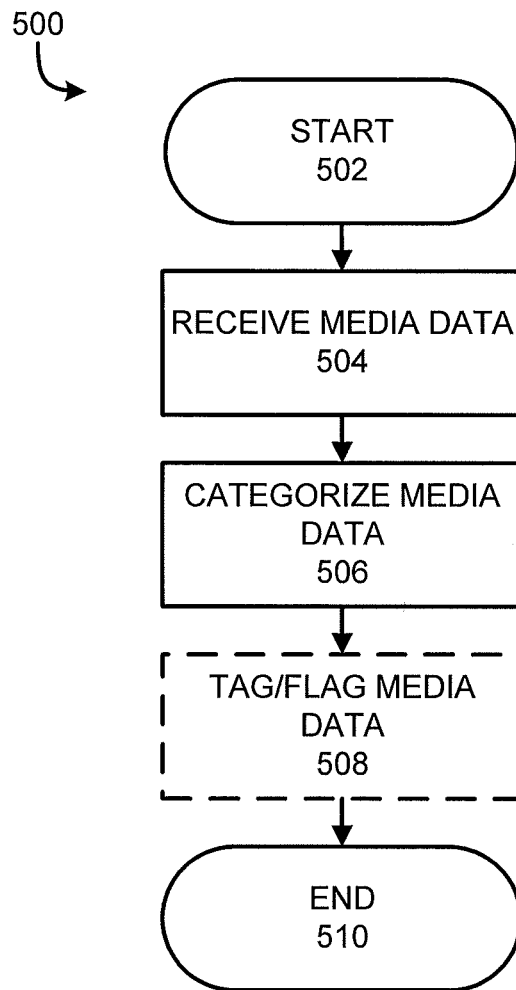 500
START
502
RECEIVE MEDIA DATA
504
CATEGORIZE MEDIA
DATA
506
TAG/FLAG MEDIA
DATA
508
END
510